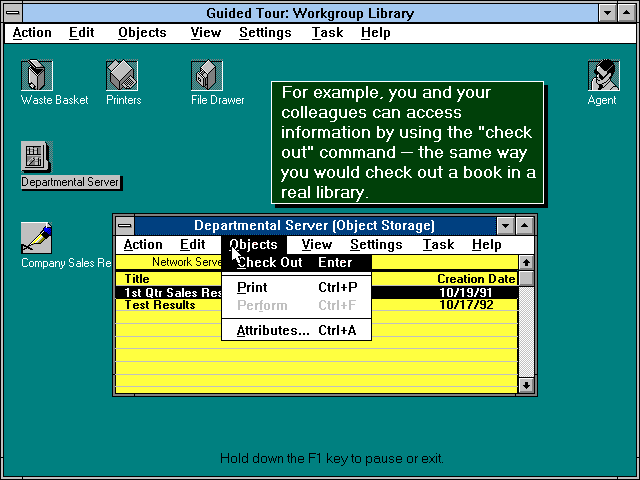 Guided Tour: Workgroup Library
Action Edit Objects View Settings Task Help
Waste Basket
Printers
File Drawer
Agent
For example, you and your
colleagues can access
information by using the "check
out" command — the same way
you would check out a book in a
real library.
Departmental Server
Company Sales Re
Departmental Server (Object Storage)
Action Edit Objects View Settings Task Help
Network Serve
Check Out Enter
Print Ctrl+P
Perform Ctrl+F
Attributes... Ctrl+A
Title Creation Date
1st Qtr Sales Res 10/19/91
Test Results 10/17/92
Hold down the F1 key to pause or exit.